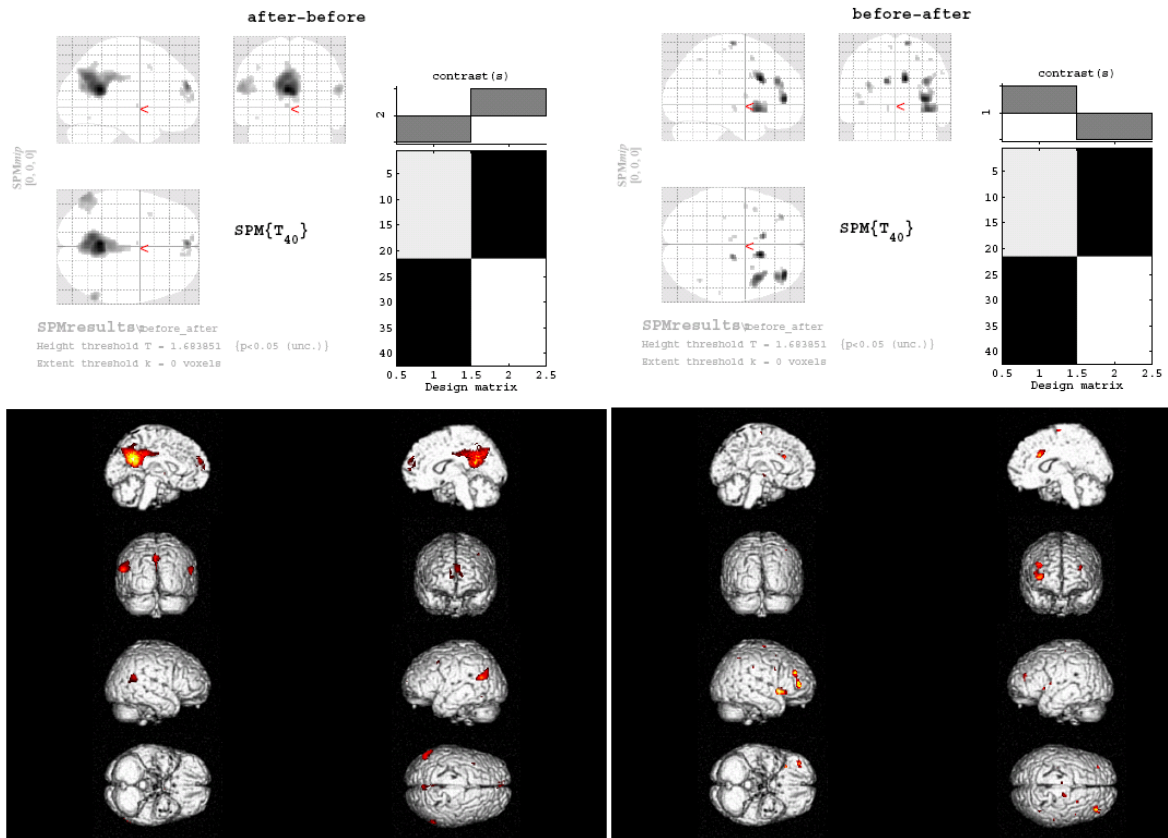 after-before
contrast(s)
2
<
<
SPMmip
[0, 0, 0]
<
SPM{T40}
5
10
15
20
25
30
35
40
0.5 1 1.5 2 2.5
Design matrix
SPMresults: \before_after
Height threshold T = 1.683851 {p<0.05 (unc.)}
Extent threshold k = 0 voxels
before-after
contrast(s)
1
<
<
SPMmip
[0, 0, 0]
<
SPM{T40}
5
10
15
20
25
30
35
40
0.5 1 1.5 2 2.5
Design matrix
SPMresults: \before_after
Height threshold T = 1.683851 {p<0.05 (unc.)}
Extent threshold k = 0 voxels